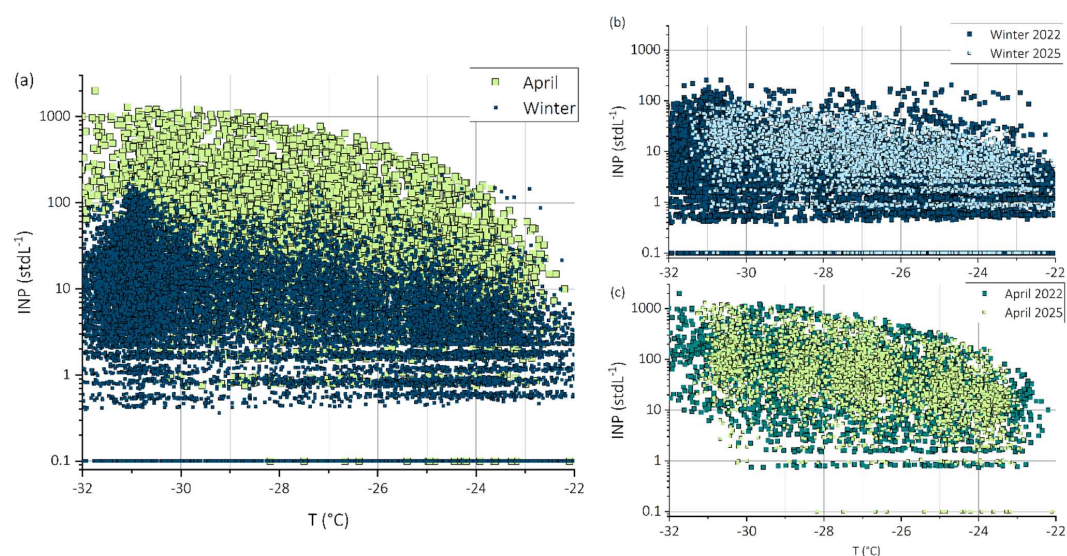 (a)
April
Winter
INP (stdL⁻¹)
1000
100
10
1
0.1
-32
-30
-28
-26
-24
-22
T (°C)
(b)
Winter 2022
Winter 2025
INP (stdL⁻¹)
1000
100
10
1
0.1
-32
-30
-28
-26
-24
-22
(c)
April 2022
April 2025
INP (stdL⁻¹)
1000
100
10
1
0.1
-32
-30
-28
-26
-24
-22
T (°C)